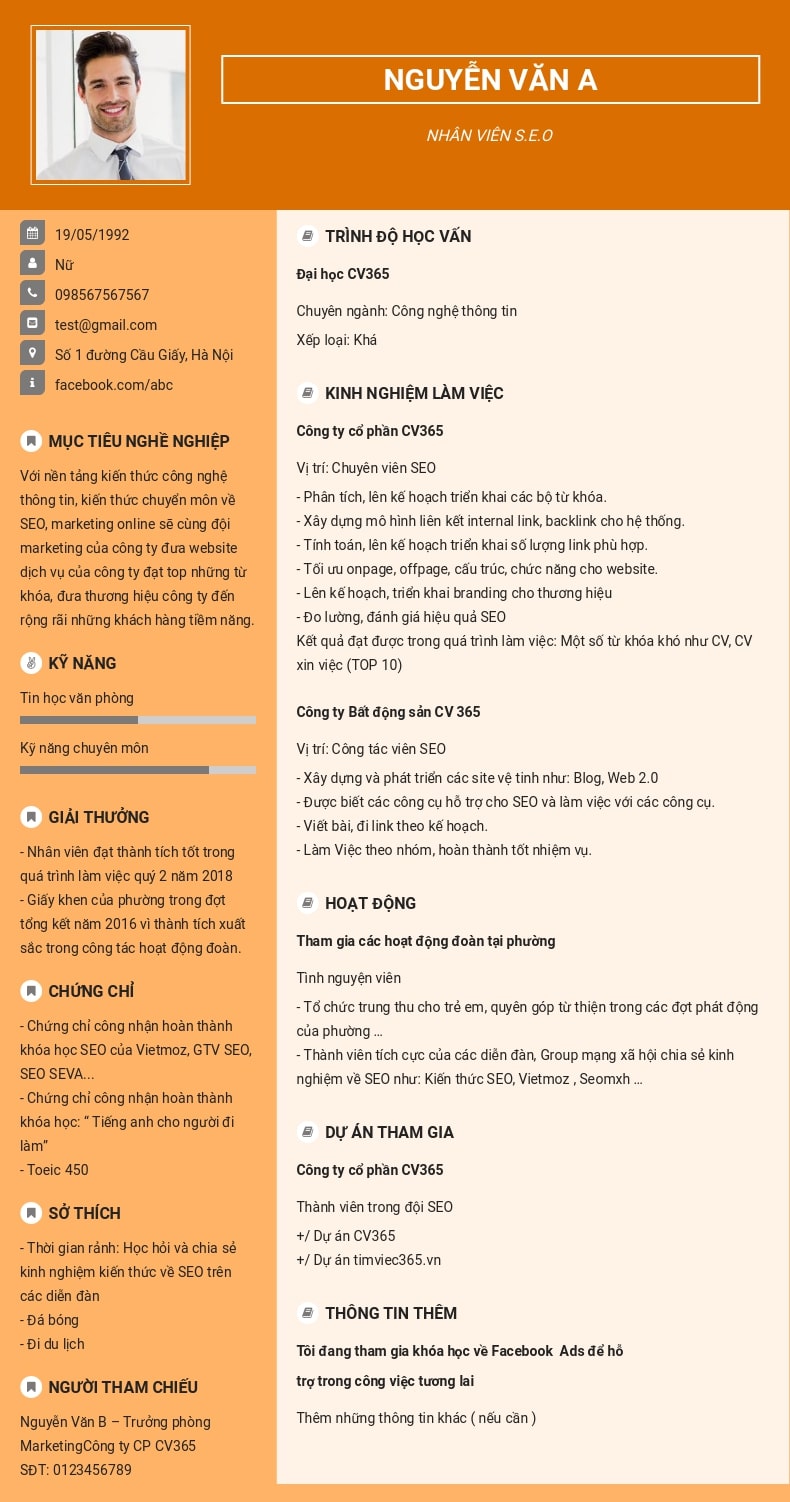 NGUYỄN VĂN A
NHÂN VIÊN S.E.O
19/05/1992
Nữ
098567567567
test@gmail.com
Số 1 đường Cầu Giấy, Hà Nội
facebook.com/abc
MỤC TIÊU NGHỀ NGHIỆP
Với nền tảng kiến thức công nghệ
thông tin, kiến thức chuyển môn về
SEO, marketing online sẽ cùng đội
marketing của công ty đưa website
dịch vụ của công ty đạt top những từ
khóa, đưa thương hiệu công ty đến
rộng rãi những khách hàng tiềm năng.
KỸ NĂNG
Tin học văn phòng
Kỹ năng chuyên môn
GIẢI THƯỞNG
- Nhân viên đạt thành tích tốt trong
quá trình làm việc quý 2 năm 2018
- Giấy khen của phường trong đợt
tổng kết năm 2016 vì thành tích xuất
sắc trong công tác hoạt động đoàn.
CHỨNG CHỈ
- Chứng chỉ công nhận hoàn thành
khóa học SEO của Vietmoz, GTV SEO,
SEO SEVA...
- Chứng chỉ công nhận hoàn thành
khóa học: “ Tiếng anh cho người đi
làm”
- Toeic 450
SỞ THÍCH
- Thời gian rảnh: Học hỏi và chia sẻ
kinh nghiệm kiến thức về SEO trên
các diễn đàn
- Đá bóng
- Đi du lịch
NGƯỜI THAM CHIẾU
Nguyễn Văn B – Trưởng phòng
MarketingCông ty CP CV365
SĐT: 0123456789
TRÌNH ĐỘ HỌC VẤN
Đại học CV365
Chuyên ngành: Công nghệ thông tin
Xếp loại: Khá
KINH NGHIỆM LÀM VIỆC
Công ty cổ phần CV365
Vị trí: Chuyên viên SEO
- Phân tích, lên kế hoạch triển khai các bộ từ khóa.
- Xây dựng mô hình liên kết internal link, backlink cho hệ thống.
- Tính toán, lên kế hoạch triển khai số lượng link phù hợp.
- Tối ưu onpage, offpage, cấu trúc, chức năng cho website.
- Lên kế hoạch, triển khai branding cho thương hiệu
- Đo lường, đánh giá hiệu quả SEO
Kết quả đạt được trong quá trình làm việc: Một số từ khóa khó như CV, CV
xin việc (TOP 10)
Công ty Bất động sản CV 365
Vị trí: Công tác viên SEO
- Xây dựng và phát triển các site vệ tinh như: Blog, Web 2.0
- Được biết các công cụ hỗ trợ cho SEO và làm việc với các công cụ.
- Viết bài, đi link theo kế hoạch.
- Làm Việc theo nhóm, hoàn thành tốt nhiệm vụ.
HOẠT ĐỘNG
Tham gia các hoạt động đoàn tại phường
Tình nguyện viên
- Tổ chức trung thu cho trẻ em, quyên góp từ thiện trong các đợt phát động
của phường …
- Thành viên tích cực của các diễn đàn, Group mạng xã hội chia sẻ kinh
nghiệm về SEO như: Kiến thức SEO, Vietmoz , Seomxh …
DỰ ÁN THAM GIA
Công ty cổ phần CV365
Thành viên trong đội SEO
+/ Dự án CV365
+/ Dự án timviec365.vn
THÔNG TIN THÊM
Tôi đang tham gia khóa học về Facebook  Ads để hỗ
trợ trong công việc tương lai
Thêm những thông tin khác ( nếu cần )